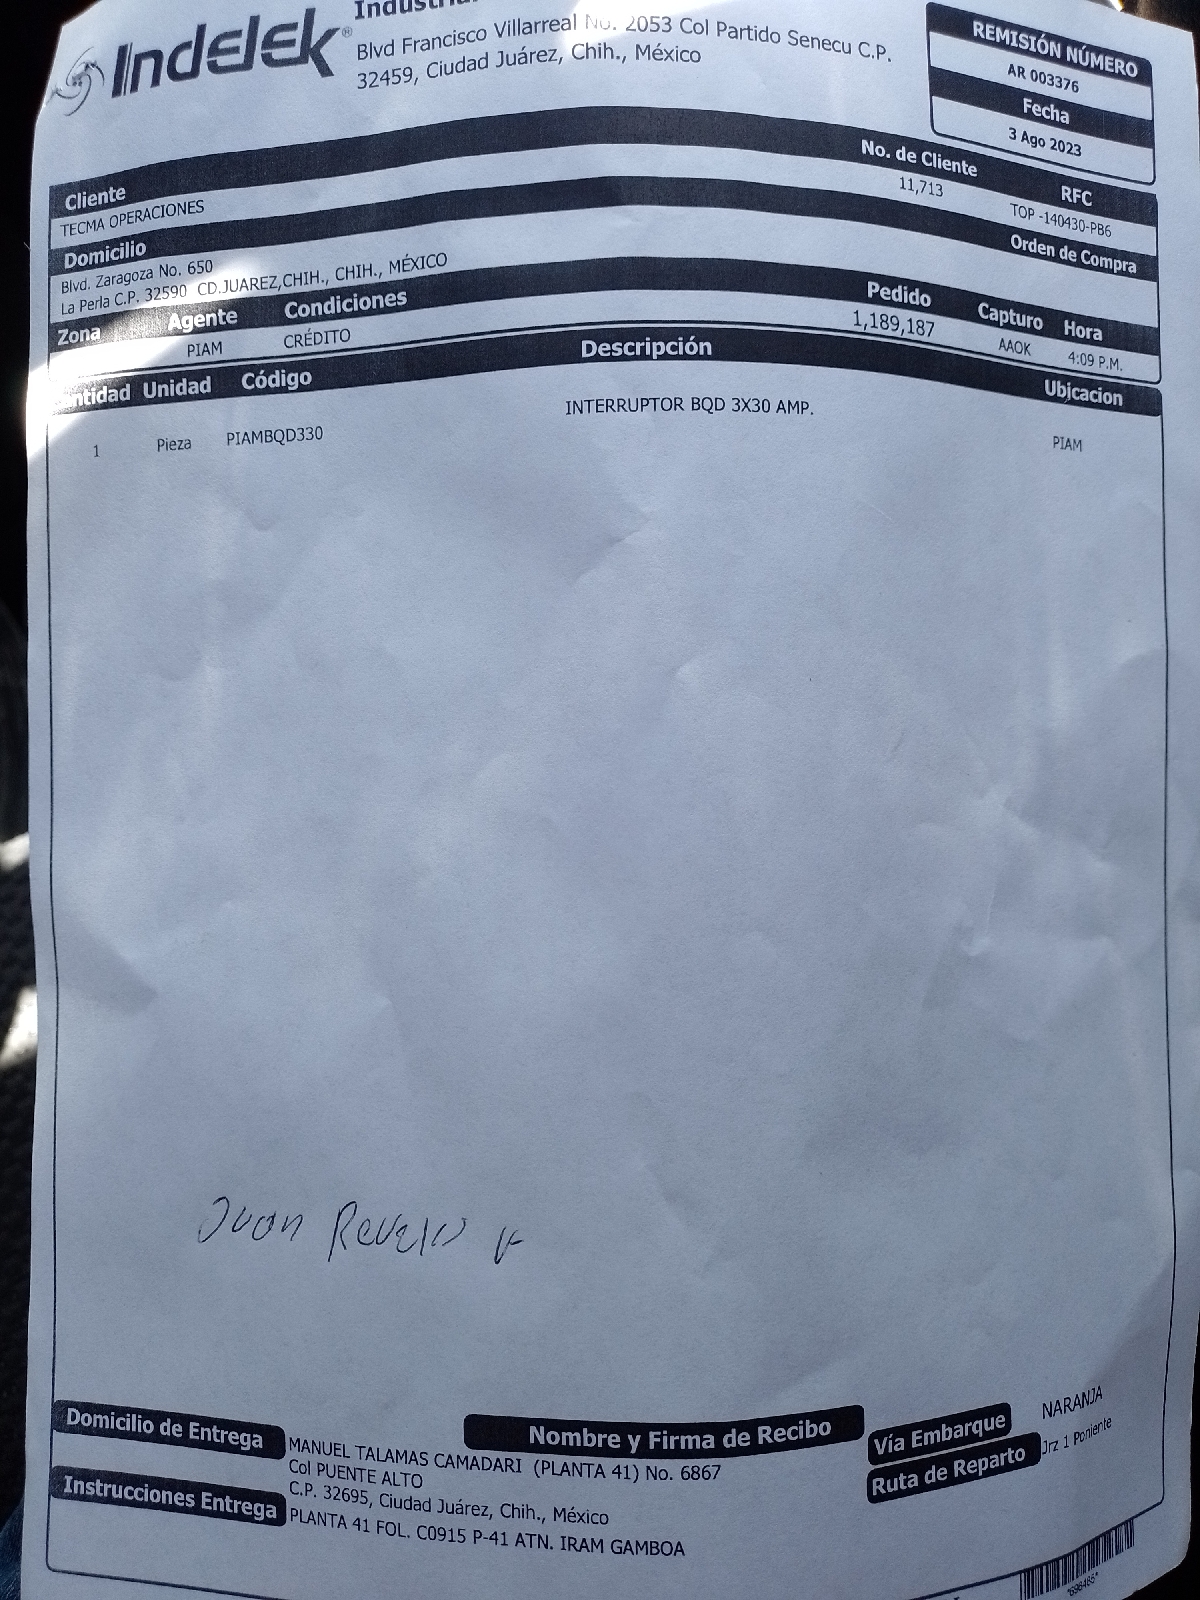 Indelek®
Blvd Francisco Villarreal No. 2053 Col Partido Senecu C.P.
32459, Ciudad Juárez, Chih., México
REMISIÓN NÚMERO
AR 003376
Fecha
3 Ago 2023
Cliente No. de Cliente RFC
TECMA OPERACIONES 11,713 TOP -140430-PB6
Domicilio Orden de Compra
Blvd. Zaragoza No. 650
La Perla C.P. 32590 CD.JUAREZ,CHIH., CHIH., MÉXICO
Zona Agente Condiciones Pedido Capturo Hora
PIAM CRÉDITO 1,189,187 AAOK 4:09 P.M.
Cantidad Unidad Código Descripción Ubicacion
1 Pieza PIAMBQD330 INTERRUPTOR BQD 3X30 AMP. PIAM
Juan
Domicilio de Entrega
MANUEL TALAMAS CAMADARI (PLANTA 41) No. 6867
Col PUENTE ALTO
C.P. 32695, Ciudad Juárez, Chih., México
Nombre y Firma de Recibo
Vía Embarque NARANJA
Ruta de Reparto Jrz 1 Poniente
Instrucciones Entrega PLANTA 41 FOL. C0915 P-41 ATN. IRAM GAMBOA